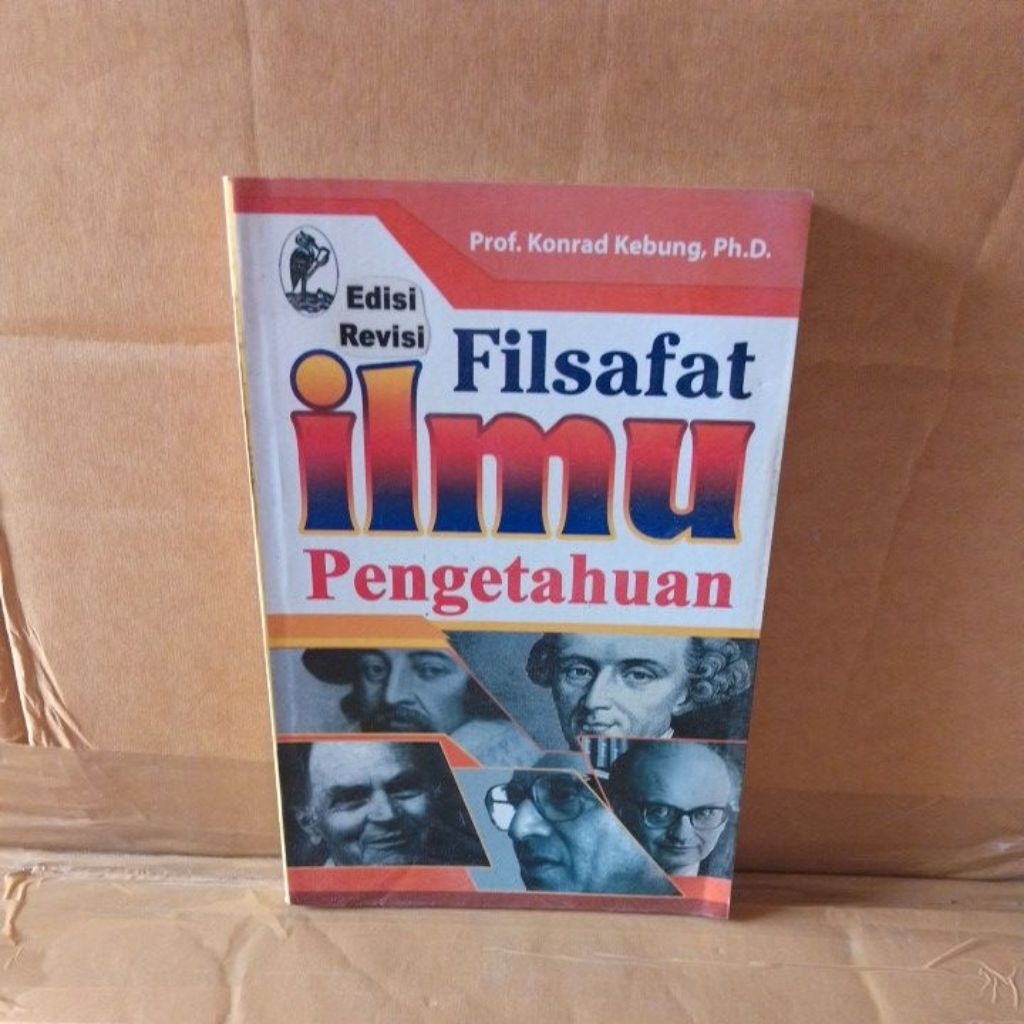 Prof. Konrad Kebung, Ph.D.
Edisi
Revisi
Filsafat
ilmu
Pengetahuan